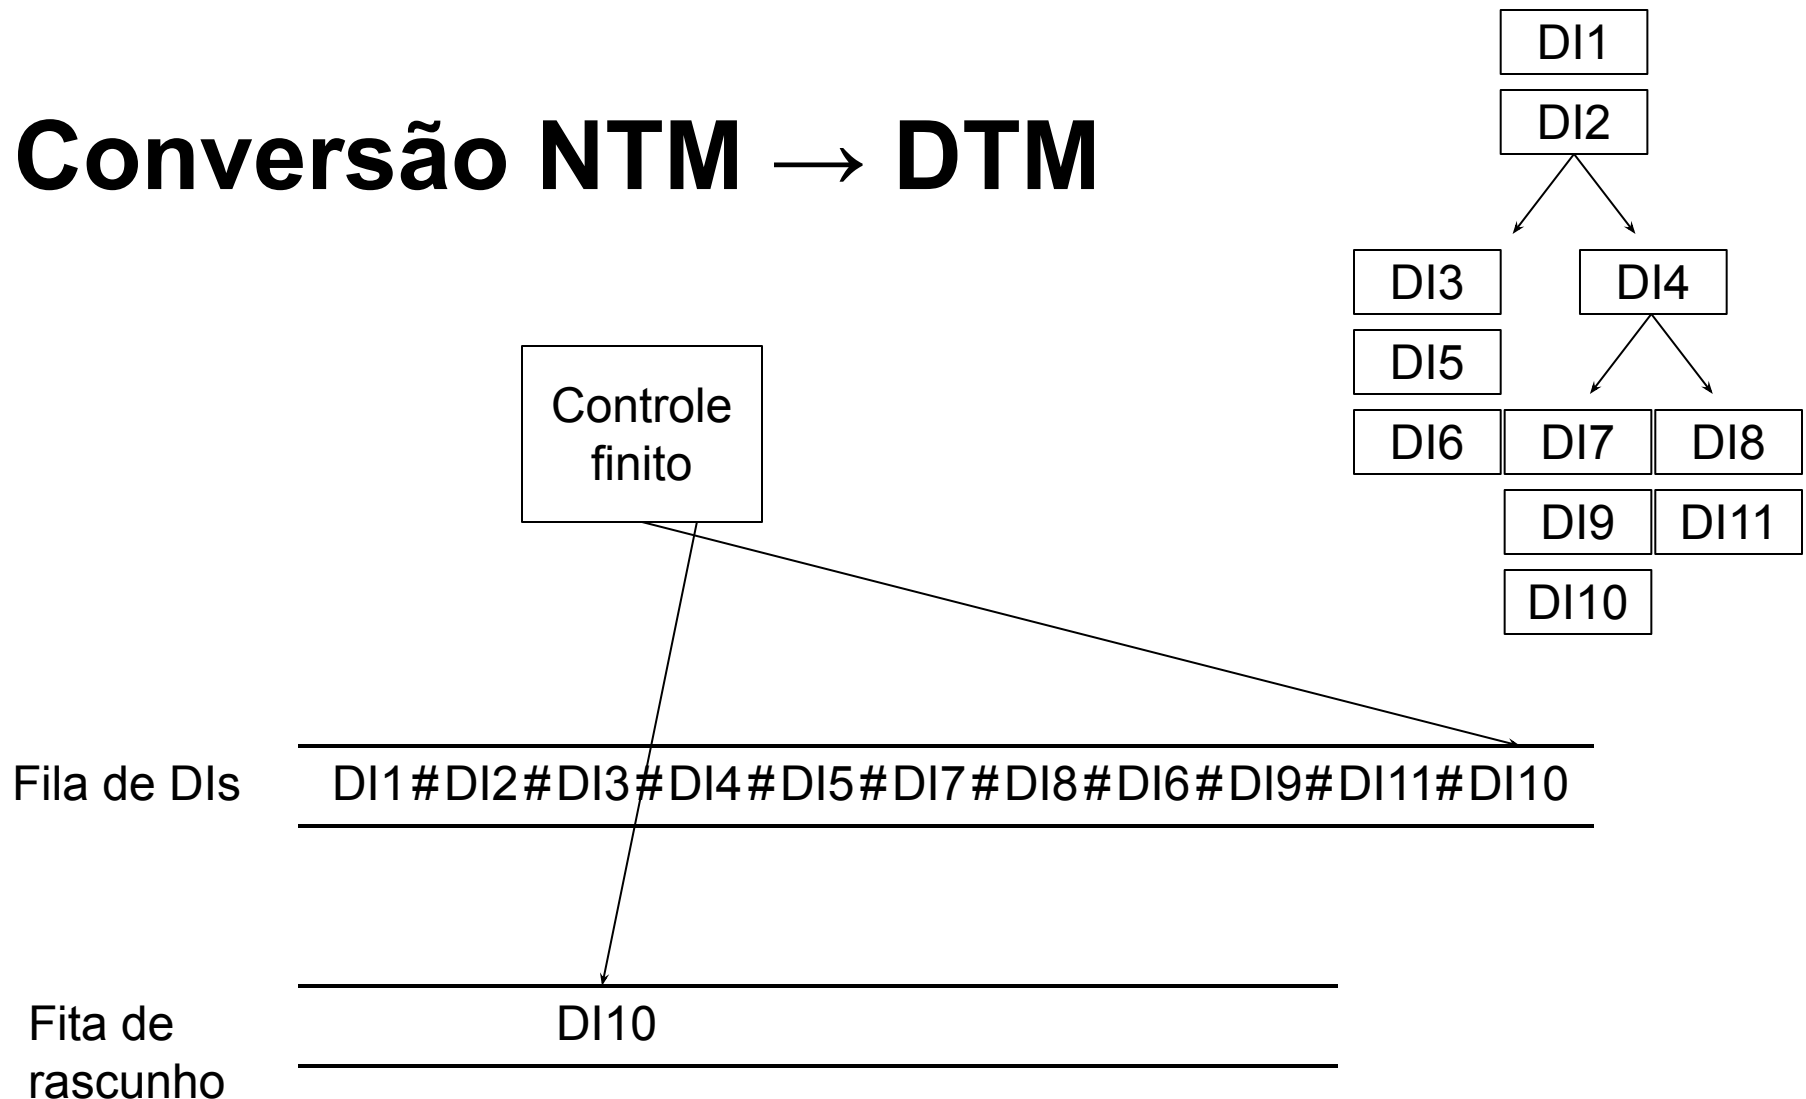 Conversão NTM → DTM
DI1
DI2
DI3
DI4
DI5
DI6
DI7
DI8
DI9
DI11
DI10
Controle
finito
Fila de DIs
DI1#DI2#DI3#DI4#DI5#DI7#DI8#DI6#DI9#DI11#DI10
Fita de
rascunho
DI10